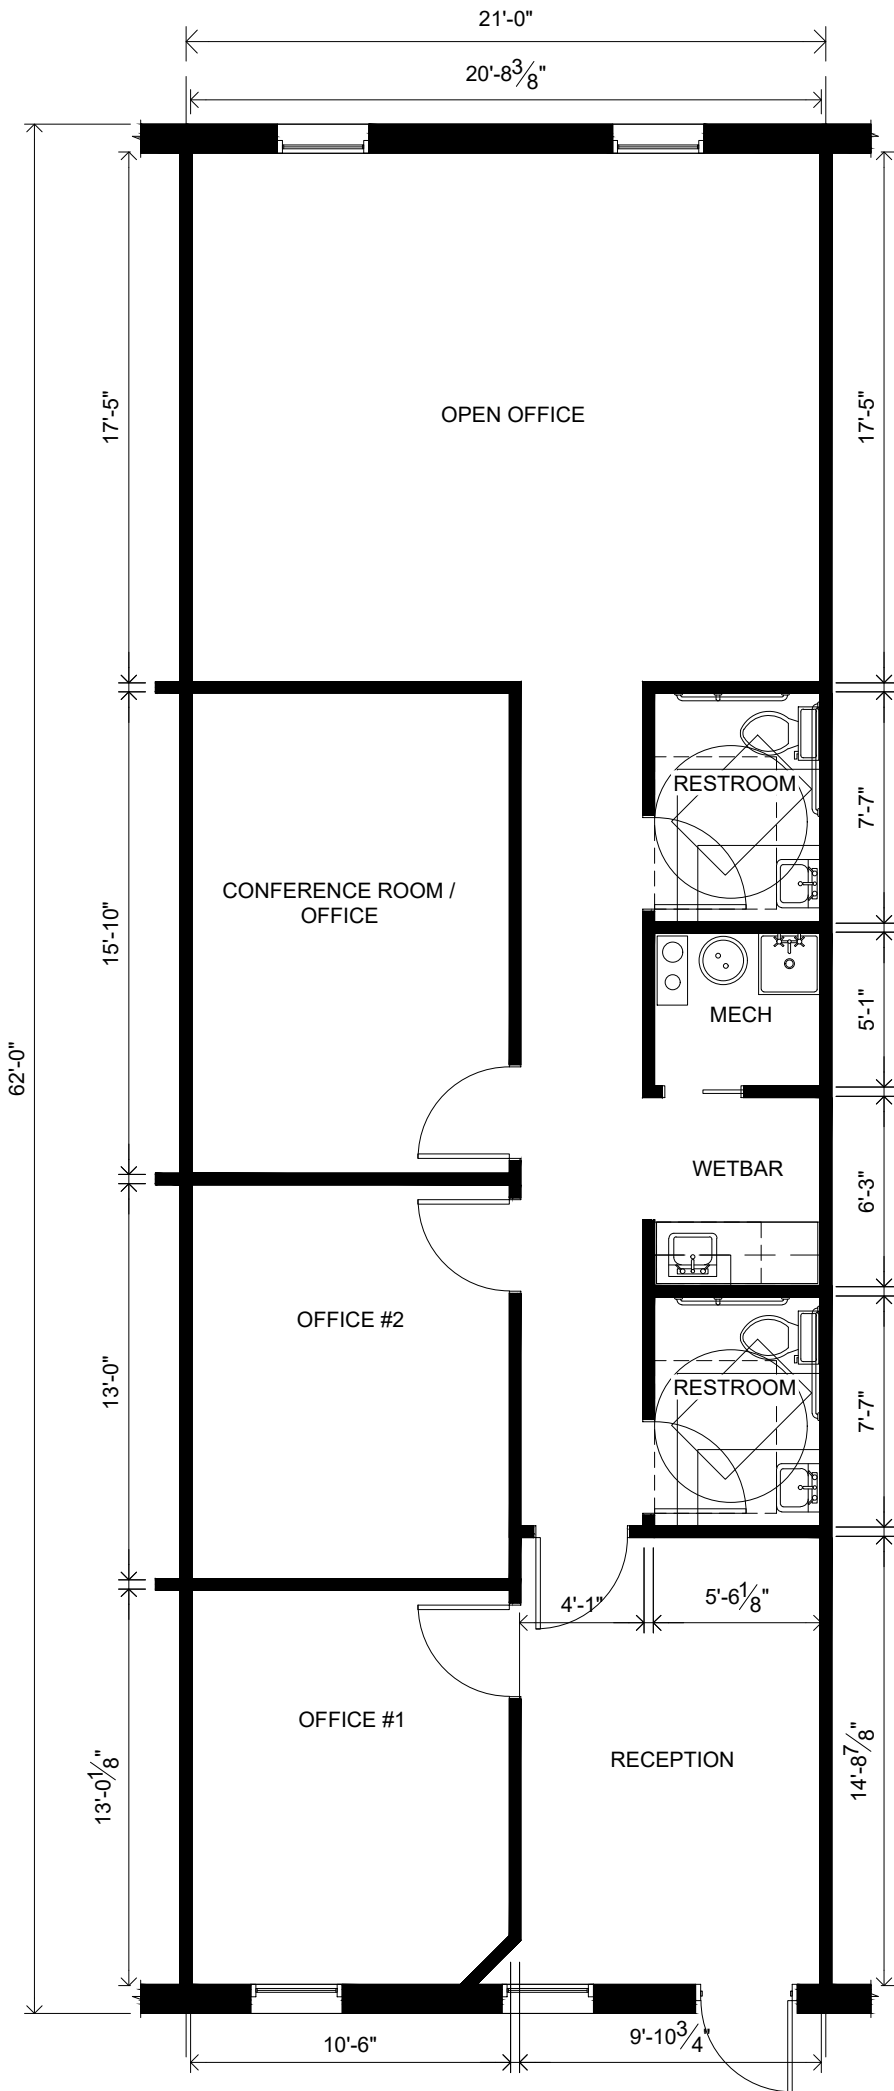 21'-0"
20'-8 3/8"
17'-5"
OPEN OFFICE
17'-5"
RESTROOM
7'-7"
CONFERENCE ROOM /
OFFICE
15'-10"
MECH
5'-1"
62'-0"
WETBAR
6'-3"
OFFICE #2
13'-0"
RESTROOM
7'-7"
4'-1"
5'-6 1/8"
OFFICE #1
RECEPTION
13'-0 1/8"
14'-8 7/8"
10'-6"
9'-10 3/4"